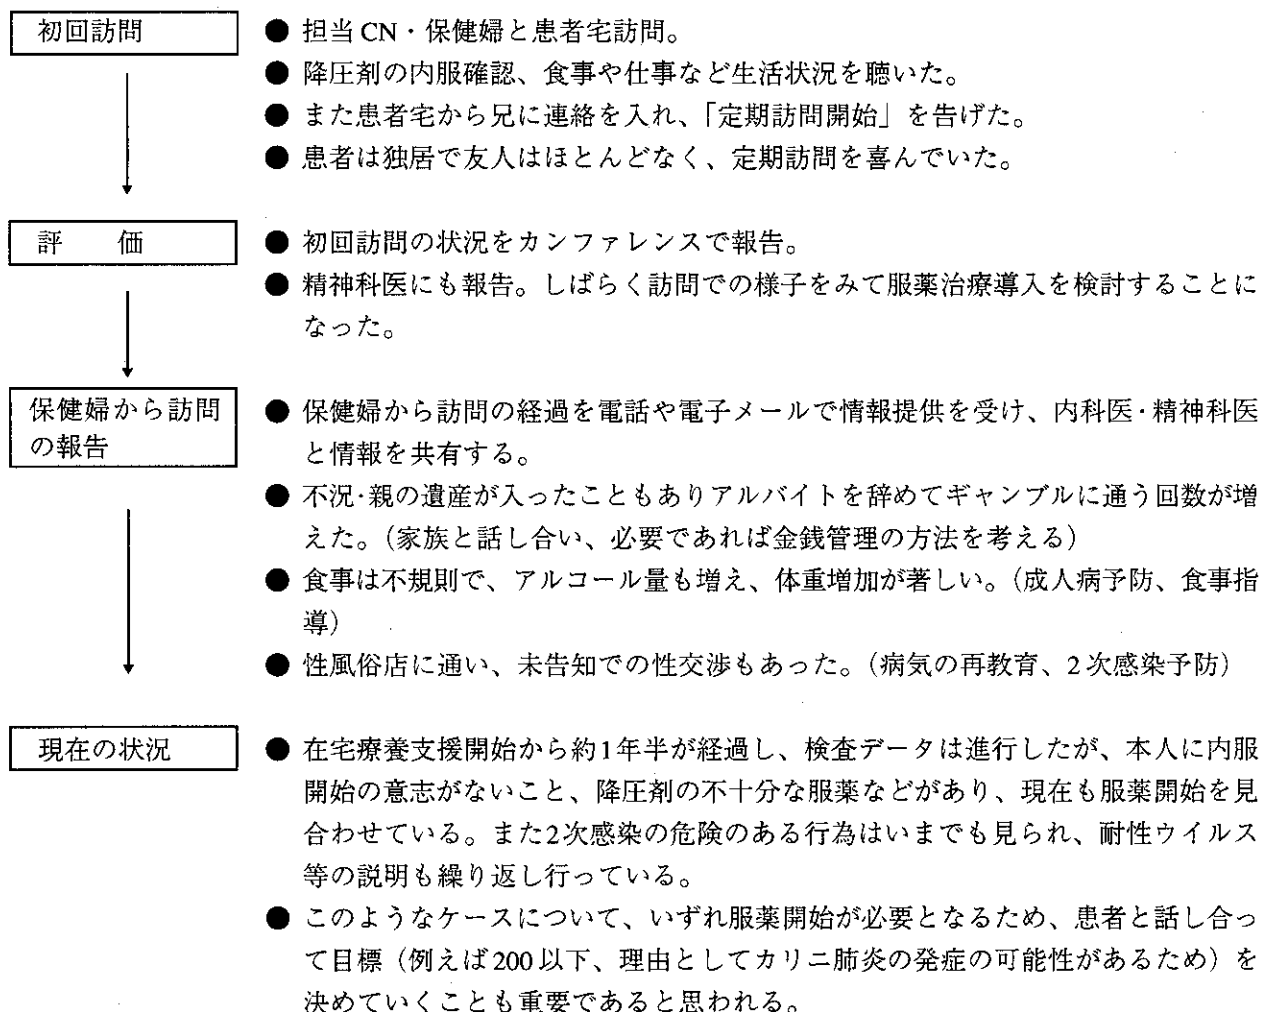 初回訪問
● 担当CN・保健婦と患者宅訪問。
● 降圧剤の内服確認、食事や仕事など生活状況を聴いた。
● また患者宅から兄に連絡を入れ、「定期訪問開始」を告げた。
● 患者は独居で友人はほとんどなく、定期訪問を喜んでいた。
評　価
● 初回訪問の状況をカンファレンスで報告。
● 精神科医にも報告。しばらく訪問での様子をみて服薬治療導入を検討することに
なった。
保健婦から訪問
の報告
● 保健婦から訪問の経過を電話や電子メールで情報提供を受け、内科医・精神科医
と情報を共有する。
● 不況・親の遺産が入ったこともありアルバイトを辞めてギャンブルに通う回数が増
えた。（家族と話し合い、必要であれば金銭管理の方法を考える）
● 食事は不規則で、アルコール量も増え、体重増加が著しい。（成人病予防、食事指
導）
● 性風俗店に通い、未告知での性交渉もあった。（病気の再教育、2次感染予防）
現在の状況
● 在宅療養支援開始から約1年半が経過し、検査データは進行したが、本人に内服
開始の意志がないこと、降圧剤の不十分な服薬などがあり、現在も服薬開始を見
合わせている。また2次感染の危険のある行為はいまでも見られ、耐性ウイルス
等の説明も繰り返し行っている。
● このようなケースについて、いずれ服薬開始が必要となるため、患者と話し合っ
て目標（例えば200以下、理由としてカリニ肺炎の発症の可能性があるため）を
決めていくことも重要であると思われる。